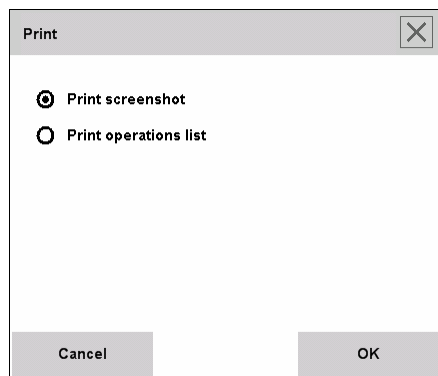 Print
Print screenshot
Print operations list
Cancel
OK